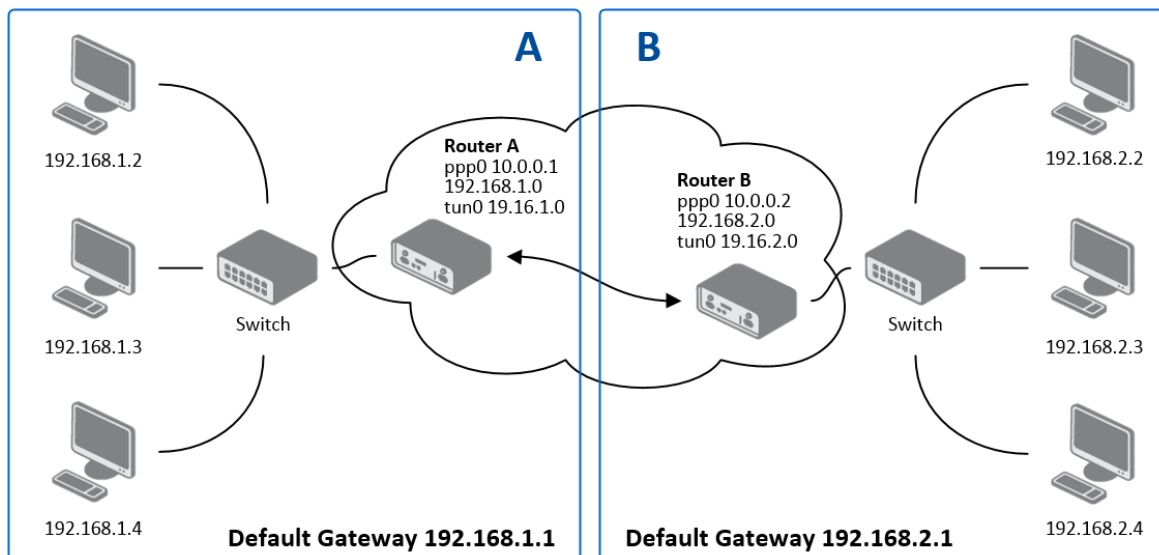 A
B
192.168.1.2
192.168.1.3
192.168.1.4
Switch
Router A
ppp0 10.0.0.1
192.168.1.0
tun0 19.16.1.0
Default Gateway 192.168.1.1
Router B
ppp0 10.0.0.2
192.168.2.0
tun0 19.16.2.0
Switch
192.168.2.2
192.168.2.3
192.168.2.4
Default Gateway 192.168.2.1